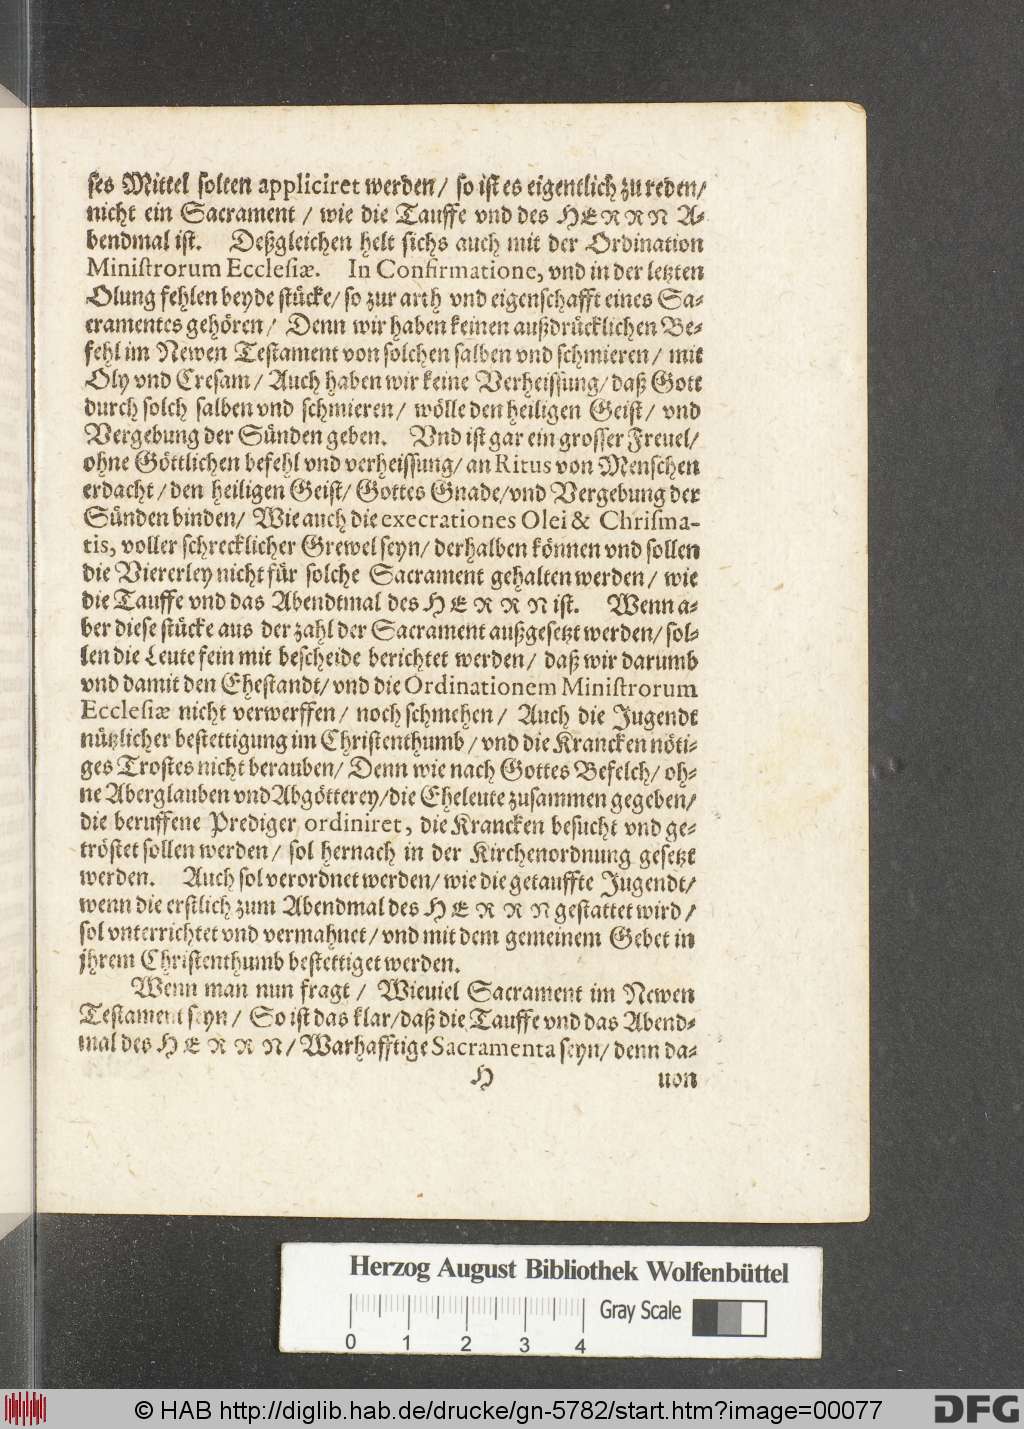 ses Mittel solten appliciret werden/ so ist es eigentlich zu reden/
nicht ein Sacrament / wie die Tauffe vnd des HERRN A-
bendmal ist. Deßgleichen helt sichs auch mit der Ordination
Ministrorum Ecclesiæ. In Confirmatione, vnd in der letzten
Olung fehlen beyde stücke/ so zur arth vnd eigenschafft eines Sa-
cramentes gehören/ Denn wir haben keinen außdrücklichen Be-
fehl im Newen Testament von solchen salben vnd schmieren/ mit
Oly vnd Cresam/ Auch haben wir keine Verheissung/ daß Gott
durch solch salben vnd schmieren/ wölle den heiligen Geist/ vnd
Vergebung der Sünden geben. Vnd ist gar ein grosser Freuel/
ohne Göttlichen befehl vnd verheissung/ an Ritus von Menschen
erdacht/ den heiligen Geist/ Gottes Gnade/ vnd Vergebung der
Sünden binden/ Wie auch die execrationes Olei & Chrisma-
tis, voller schrecklicher Grewel seyn/ derhalben können vnd sollen
die Viererley nicht für solche Sacrament gehalten werden/ wie
die Tauffe vnd das Abendtmal des HERRN ist. Wenn a-
ber diese stücke aus der zahl der Sacrament außgesetzt werden/ sol-
len die Leute fein mit bescheide berichtet werden/ daß wir darumb
vnd damit den Ehestandt/ vnd die Ordinationem Ministrorum
Ecclesiæ nicht verwerffen/ noch schmehen/ Auch die Jugendt
nützlicher bestettigung im Christenthumb/ vnd die Krancken nöti-
ges Trostes nicht berauben/ Denn wie nach Gottes Befelch/ oh-
ne Aberglauben vnd Abgötterey/ die Eheleute zusammen gegeben/
die beruffene Prediger ordiniret, die Krancken besucht vnd ge-
tröstet sollen werden/ sol hernach in der Kirchenordnung gesetzt
werden. Auch sol verordnet werden/ wie die getauffte Jugendt/
wenn die erstlich zum Abendmal des HERRN gestattet wird/
sol vnterrichtet vnd vermahnet/ vnd mit dem gemeinem Gebet in
jhrem Christenthumb bestettiget werden.
Wenn man nun fragt/ Wieuiel Sacrament im Newen
Testament seyn/ So ist das klar/ daß die Tauffe vnd das Abend-
mal des HERRN/ Warhafftige Sacramenta seyn/ denn da-
H uon
Herzog August Bibliothek Wolfenbüttel
0 1 2 3 4 Gray Scale
© HAB http://diglib.hab.de/drucke/gn-5782/start.htm?image=00077 DFG